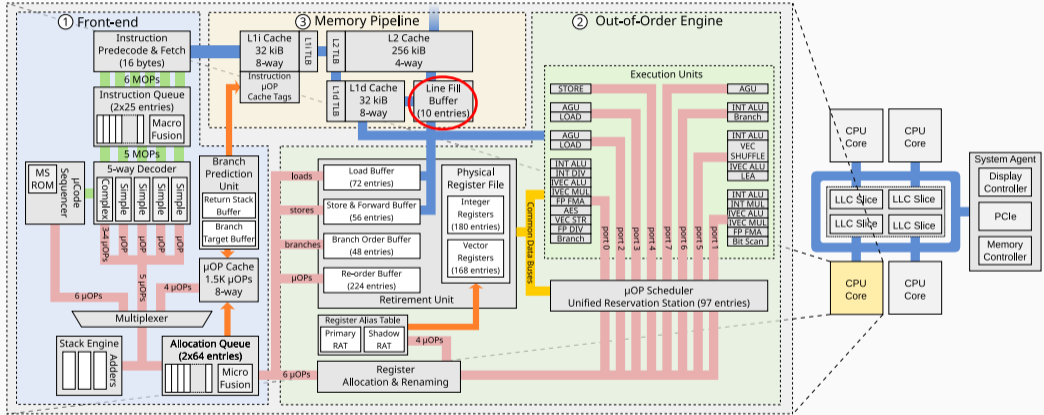 ① Front-end
Instruction
Predecode & Fetch
(16 bytes)
6 MOPs
Instruction Queue
(2x25 entries)
Macro
Fusion
5 MOPs
5-way Decoder
Complex
Simple
Simple
Simple
Simple
MS
ROM
µCode
Sequencer
3-4 µOPs
µOP
µOP
µOP
5 µOPs
4 µOPs
6 µOPs
Branch
Prediction
Unit
Return Stack
Buffer
Branch
Target Buffer
µOP Cache
1.5K µOPs
8-way
Multiplexer
Stack Engine
Adders
Allocation Queue
(2x64 entries)
Micro
Fusion
③ Memory Pipeline
L1i Cache
32 kiB
8-way
L1i TLB
Instruction
µOP
Cache Tags
L2 TLB
L2 Cache
256 kiB
4-way
L1d TLB
L1d Cache
32 kiB
8-way
Line Fill
Buffer
(10 entries)
② Out-of-Order Engine
loads
stores
branches
µOPs
Load Buffer
(72 entries)
Store & Forward Buffer
(56 entries)
Branch Order Buffer
(48 entries)
Re-order Buffer
(224 entries)
Physical
Register File
Integer
Registers
(180 entries)
Vector
Registers
(168 entries)
Retirement Unit
Register Alias Table
Primary
RAT
Shadow
RAT
4 µOPs
6 µOPs
Register
Allocation & Renaming
Common Data Buses
Execution Units
STORE
AGU
LOAD
AGU
LOAD
INT ALU
INT DIV
IVEC ALU
IVEC MUL
FP FMA
AES
VEC STR
FP DIV
Branch
port 0
port 2
port 3
port 4
port 7
port 6
port 5
port 1
AGU
INT ALU
Branch
INT ALU
VEC
SHUFFLE
IVEC ALU
LEA
INT ALU
INT MUL
IVEC ALU
IVEC MUL
FP FMA
Bit Scan
µOP Scheduler
Unified Reservation Station (97 entries)
CPU
Core
CPU
Core
LLC Slice
LLC Slice
LLC Slice
LLC Slice
CPU
Core
CPU
Core
System Agent
Display
Controller
PCIe
Memory
Controller